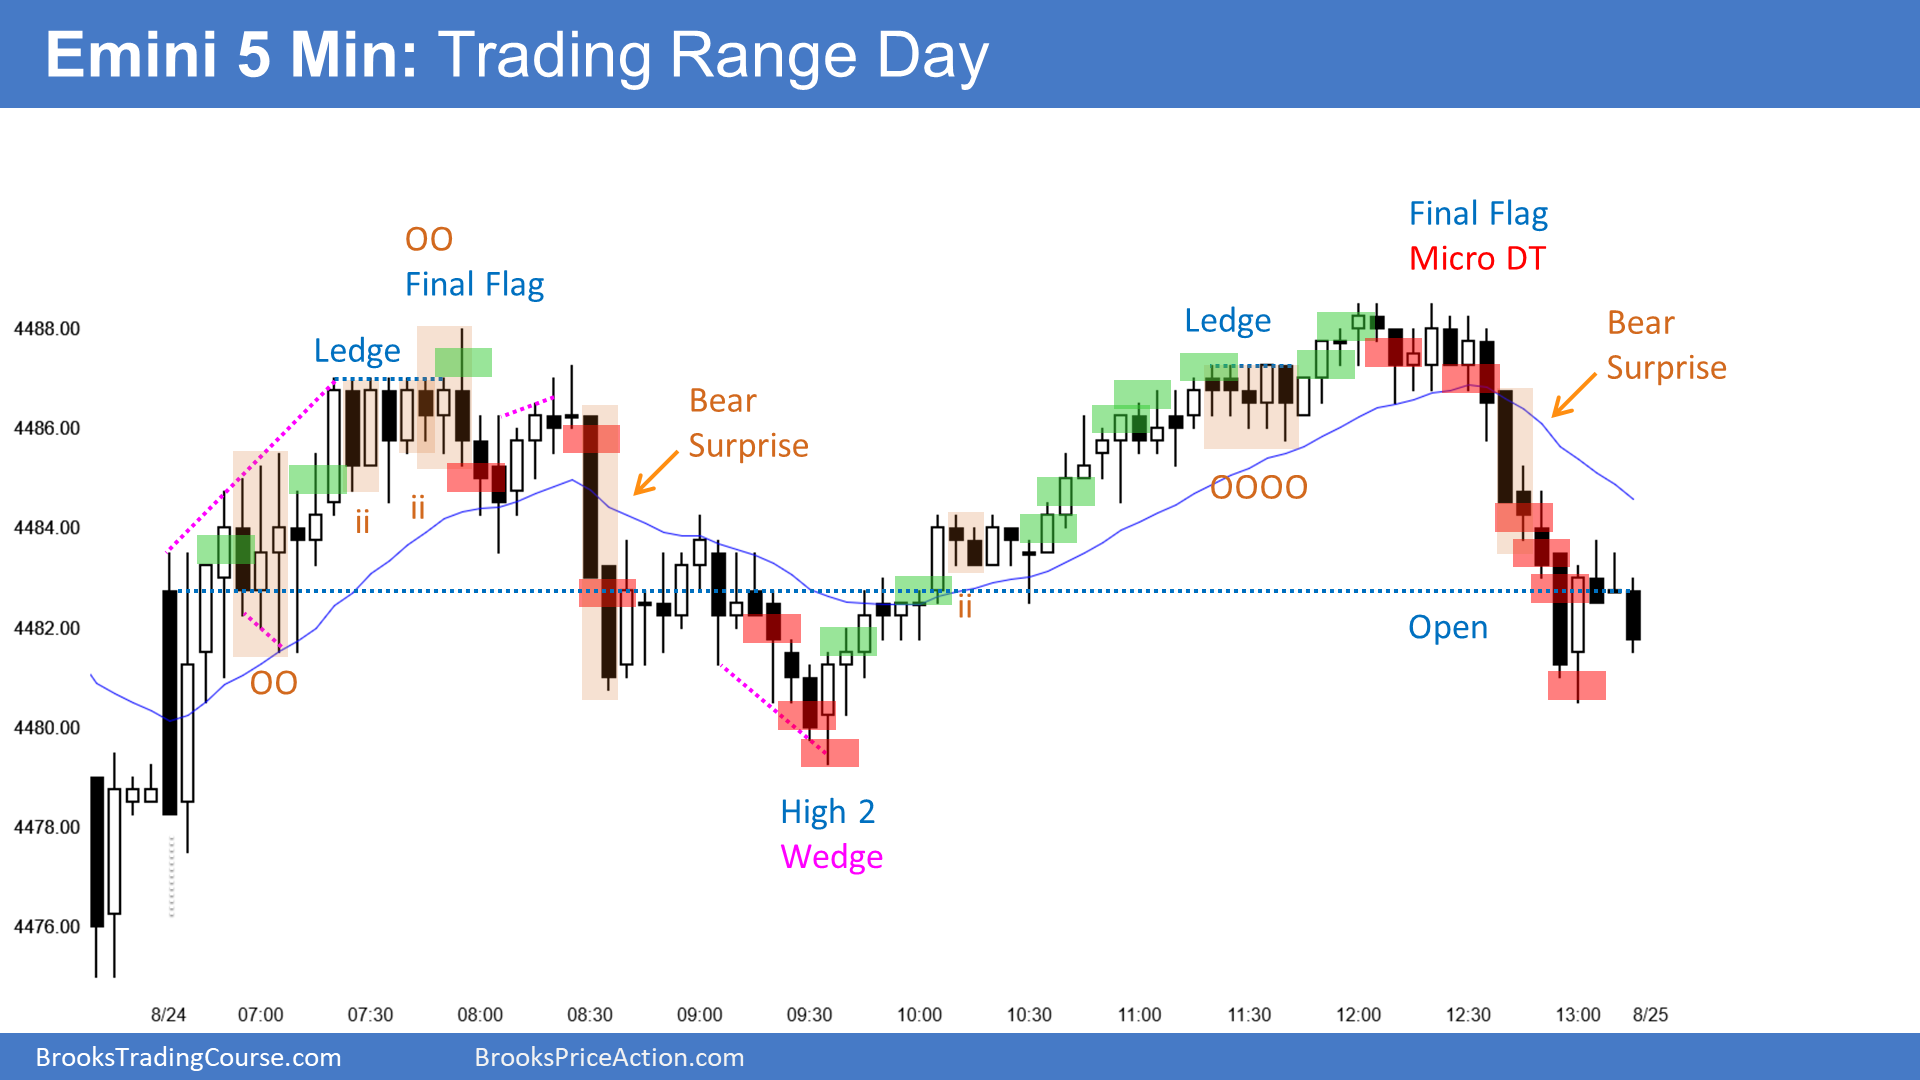 Emini 5 Min: Trading Range Day
Final Flag
Micro DT
OO
Final Flag
Ledge
Ledge
Bear
Surprise
Bear
Surprise
4488.00
4486.00
4484.00
4482.00
4480.00
4478.00
4476.00
ii
ii
OOOO
OO
ii
Open
High 2
Wedge
8/24
07:00
07:30
08:00
08:30
09:00
09:30
10:00
10:30
11:00
11:30
12:00
12:30
13:00
8/25
BrooksTradingCourse.com
BrooksPriceAction.com